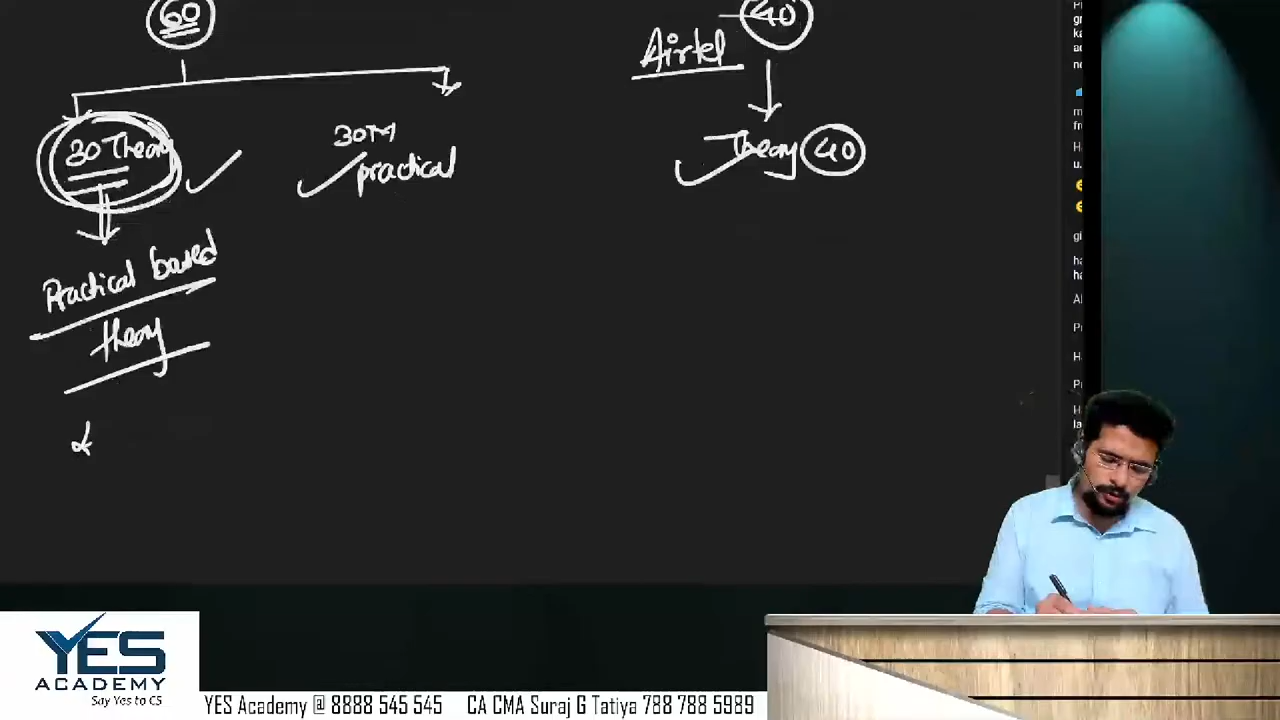 60
40
Airtel
30 Theory
30M
practical
Theory 40
Practical based
theory
YES
ACADEMY
Say Yes to CS
YES Academy @ 8888 545 545 CA CMA Suraj G Tatiya 788 788 5989